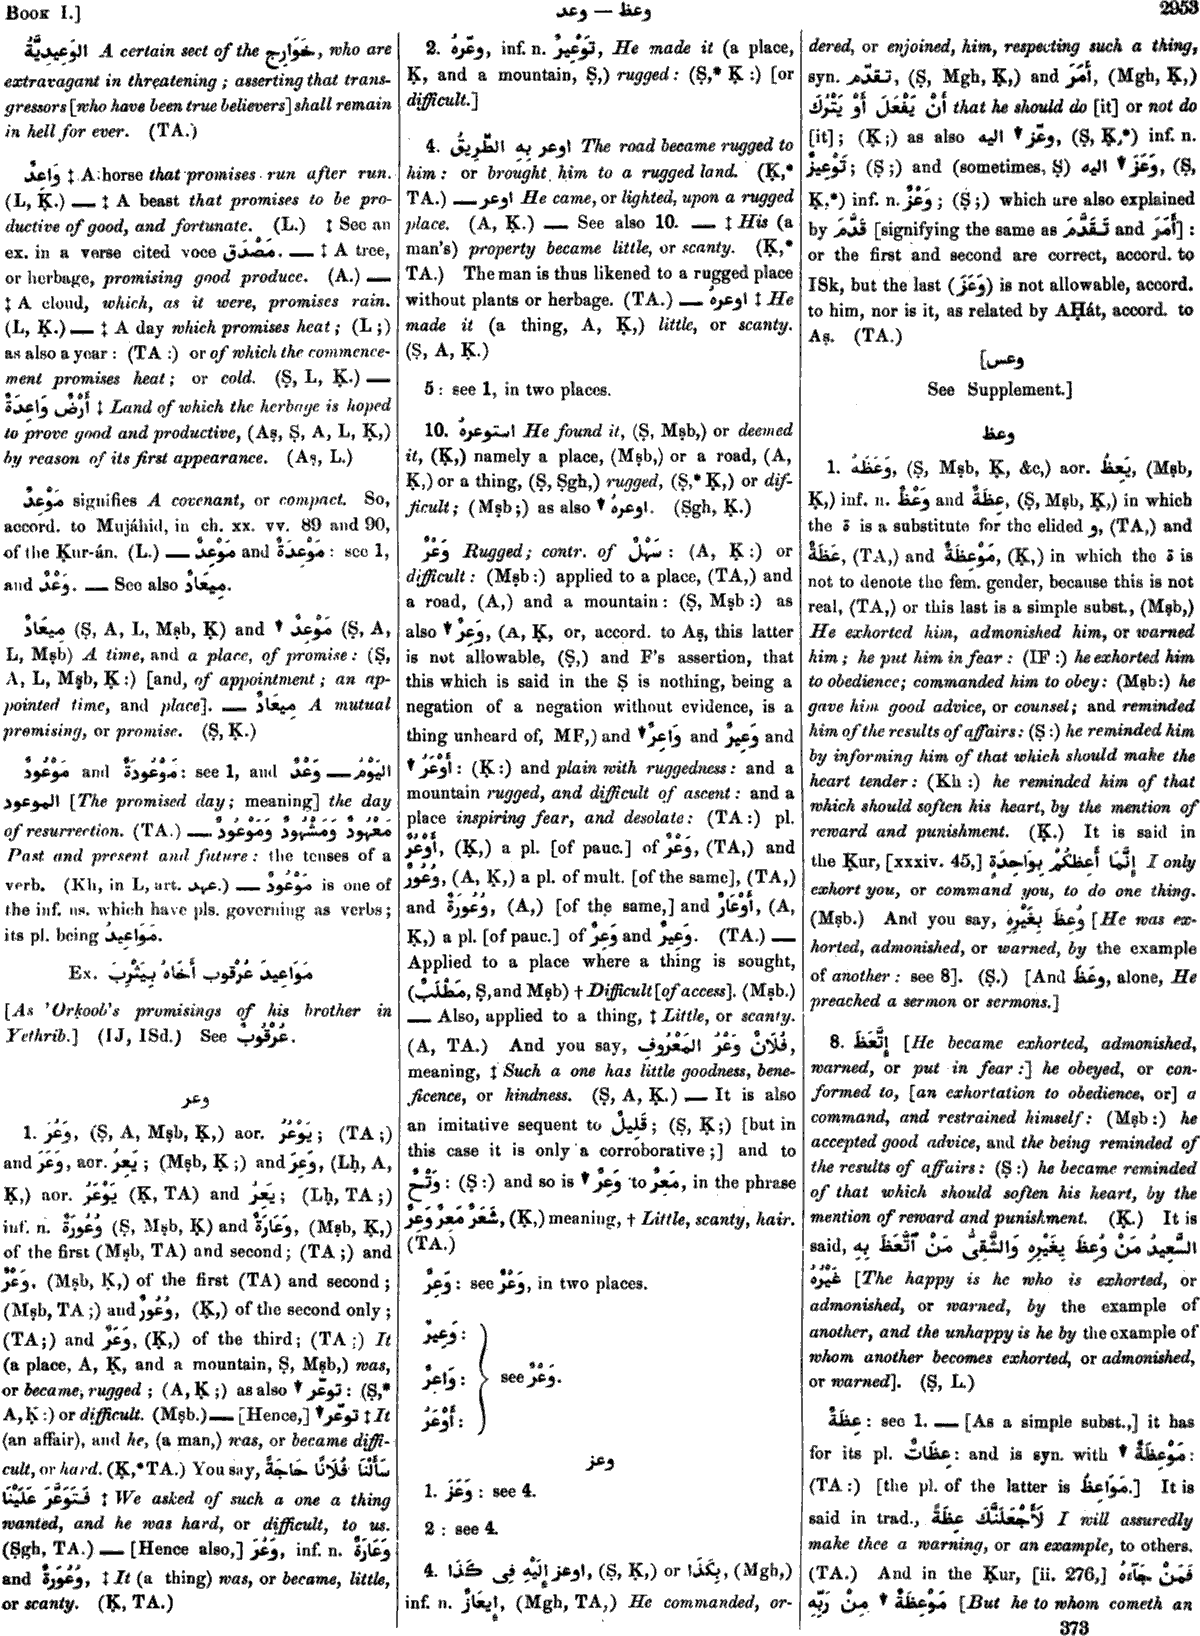 BOOK I.]
وعد — وعظ
2953
الوَعِيدِيَّةُ A certain sect of the خَوَارِج, who are
extravagant in threatening; asserting that trans-
gressors [who have been true believers] shall remain
in hell for ever. (TA.)
وَاعِدٌ ‡ A horse that promises run after run.
(L, Ḳ.) — ‡ A beast that promises to be pro-
ductive of good, and fortunate. (L.) ‡ See an
ex. in a verse cited voce مَصْدَق. — ‡ A tree,
or herbage, promising good produce. (A.) —
‡ A cloud, which, as it were, promises rain.
(L, Ḳ.) — ‡ A day which promises heat; (L;)
as also a year: (TA:) or of which the commence-
ment promises heat; or cold. (Ṣ, L, Ḳ.) —
أَرْضٌ وَاعِدَةٌ ‡ Land of which the herbage is hoped
to prove good and productive, (Aṣ, Ṣ, A, L, Ḳ,)
by reason of its first appearance. (Aṣ, L.)
مَوْعِدٌ signifies A covenant, or compact. So,
accord. to Mujáhid, in ch. xx. vv. 89 and 90,
of the Ḳur-án. (L.) — مَوْعِدٌ and مَوْعِدَةٌ: see 1,
and وَعْدٌ. — See also مِيعَادٌ.
مِيعَادٌ (Ṣ, A, L, Mṣb, Ḳ) and ▼ مَوْعِدٌ (Ṣ, A,
L, Mṣb) A time, and a place, of promise: (Ṣ,
A, L, Mṣb, Ḳ:) [and, of appointment; an ap-
pointed time, and place]. — مِيعَادٌ A mutual
promising, or promise. (Ṣ, Ḳ.)
مَوْعُودٌ and مَوْعُودَةٌ: see 1, and وَعْدٌ — اليَوْمُ
الموعود [The promised day; meaning] the day
of resurrection. (TA.) — مَعْهُودٌ وَمَشْهُودٌ وَمَوْعُودٌ
Past and present and future: the tenses of a
verb. (Kh, in L, art. عهد.) — مَوْعُودٌ is one of
the inf. ns. which have pls. governing as verbs;
its pl. being مَوَاعِيدُ.
Ex. مَوَاعِيدَ عُرْقُوب أَخَاهُ بِيَثْرِبَ
[As 'Orḳoob's promisings of his brother in
Yethrib.] (IJ, ISd.) See عُرْقُوبٌ.
وعر
1. وَعُرَ, (Ṣ, A, Mṣb, Ḳ,) aor. يَوْعُرُ; (TA;)
and وَعَرَ, aor. يَعِرُ; (Mṣb, Ḳ;) and وَعِرَ, (Lḥ, A,
Ḳ,) aor. يَوْعَرُ (Ḳ, TA) and يَعِرُ; (Lḥ, TA;)
inf. n. وُعُورَةٌ (Ṣ, Mṣb, Ḳ) and وَعَارَةٌ, (Mṣb, Ḳ,)
of the first (Mṣb, TA) and second; (TA;) and
وَعْرٌ, (Mṣb, Ḳ,) of the first (TA) and second;
(Mṣb, TA;) and وُعُورٌ, (Ḳ,) of the second only;
(TA;) and وَعَرٌ, (Ḳ,) of the third; (TA;) It
(a place, A, Ḳ, and a mountain, Ṣ, Mṣb,) was,
or became, rugged; (A, Ḳ;) as also ▼ توعّر: (Ṣ,*
A, Ḳ:) or difficult. (Mṣb.) — [Hence,] ▼ توعّر ‡ It
(an affair), and he, (a man,) was, or became diffi-
cult, or hard. (Ḳ,* TA.) You say, سَأَلْنَا فُلَانًا حَاجَةً
فَتَوَعَّرَ عَلَيْنَا ‡ We asked of such a one a thing
wanted, and he was hard, or difficult, to us.
(Ṣgh, TA.) — [Hence also,] وَعُرَ, inf. n. وَعَارَةٌ
and وُعُورَةٌ, ‡ It (a thing) was, or became, little,
or scanty. (Ḳ, TA.)
2. وَعَّرَهُ, inf. n. تَوْعِيرٌ, He made it (a place,
Ḳ, and a mountain, Ṣ,) rugged: (Ṣ,* Ḳ:) [or
difficult.]
4. اوعر بِهِ الطَّرِيقُ The road became rugged to
him: or brought him to a rugged land. (Ḳ,*
TA.) — اوعر He came, or lighted, upon a rugged
place. (A, Ḳ.) — See also 10. — ‡ His (a
man's) property became little, or scanty. (Ḳ,*
TA.) The man is thus likened to a rugged place
without plants or herbage. (TA.) — اوعرهُ ‡ He
made it (a thing, A, Ḳ,) little, or scanty.
(Ṣ, A, Ḳ.)
5: see 1, in two places.
10. استوعرهُ He found it, (Ṣ, Mṣb,) or deemed
it, (Ḳ,) namely a place, (Mṣb,) or a road, (A,
Ḳ,) or a thing, (Ṣ, Ṣgh,) rugged, (Ṣ,* Ḳ,) or dif-
ficult; (Mṣb;) as also ▼ اوعرهُ. (Ṣgh, Ḳ.)
وَعْرٌ Rugged; contr. of سَهْلٌ: (A, Ḳ:) or
difficult: (Mṣb:) applied to a place, (TA,) and
a road, (A,) and a mountain: (Ṣ, Mṣb:) as
also ▼ وَعِرٌ, (A, Ḳ, or, accord. to Aṣ, this latter
is not allowable, (Ṣ,) and F's assertion, that
this which is said in the Ṣ is nothing, being a
negation of a negation without evidence, is a
thing unheard of, MF,) and ▼ وَاعِرٌ and وَعِيرٌ and
▼ أَوْعَرُ: (Ḳ:) and plain with ruggedness: and a
mountain rugged, and difficult of ascent: and a
place inspiring fear, and desolate: (TA:) pl.
أَوْعُرٌ, (Ḳ,) a pl. [of pauc.] of وَعْرٌ, (TA,) and
وُعُورٌ, (A, Ḳ,) a pl. of mult. [of the same], (TA,)
and وُعُورَةٌ, (A,) [of the same,] and أَوْعَارٌ, (A,
Ḳ,) a pl. [of pauc.] of وَعِرٌ and وَعِيرٌ. (TA.) —
Applied to a place where a thing is sought,
(مَطْلَبٌ, Ṣ, and Mṣb) † Difficult [of access]. (Mṣb.)
— Also, applied to a thing, ‡ Little, or scanty.
(A, TA.) And you say, فُلَانٌ وَعْرُ المَعْرُوفِ,
meaning, ‡ Such a one has little goodness, bene-
ficence, or kindness. (Ṣ, A, Ḳ.) — It is also
an imitative sequent to قَلِيلٌ; (Ṣ, Ḳ;) [but in
this case it is only a corroborative;] and to
وَتْحٌ: (Ṣ:) and so is ▼ وَعِرٌ to مَعِرٌ, in the phrase
شَعَرٌ مَعِرٌ وَعِرٌ, (Ḳ,) meaning, † Little, scanty, hair.
(TA.)
وَعِرٌ: see وَعْرٌ, in two places.
وَعِيرٌ:
وَاعِرٌ: see وَعْرٌ.
أَوْعَرُ:
وعز
1. وَعَزَ: see 4.
2: see 4.
4. اوعز إِلَيْهِ فِى كَذَا, (Ṣ, Ḳ,) or بِكَذَا, (Mgh,)
inf. n. إِيعَازٌ, (Mgh, TA,) He commanded, or-
dered, or enjoined, him, respecting such a thing,
syn. تقدّم, (Ṣ, Mgh, Ḳ,) and أَمَرَ, (Mgh, Ḳ,)
أَنْ يَفْعَلَ أَوْ يَتْرُكَ that he should do [it] or not do
[it]; (Ḳ;) as also وعّز ▼ اليه, (Ṣ, Ḳ,*) inf. n.
تَوْعِيزٌ; (Ṣ;) and (sometimes, Ṣ) وَعَزَ ▼ اليه, (Ṣ,
Ḳ,*) inf. n. وَعْزٌ; (Ṣ;) which are also explained
by قَدَّمَ [signifying the same as تَقَدَّمَ and أَمَرَ]:
or the first and second are correct, accord. to
ISk, but the last (وَعَزَ) is not allowable, accord.
to him, nor is it, as related by AḤát, accord. to
Aṣ. (TA.)
[وعس
See Supplement.]
وعظ
1. وَعَظَهُ, (Ṣ, Mṣb, Ḳ, &c,) aor. يَعِظُ, (Mṣb,
Ḳ,) inf. n. وَعْظٌ and عِظَةٌ, (Ṣ, Mṣb, Ḳ,) in which
the ة is a substitute for the elided و, (TA,) and
عَظَةٌ, (TA,) and مَوْعِظَةٌ, (Ḳ,) in which the ة is
not to denote the fem. gender, because this is not
real, (TA,) or this last is a simple subst., (Mṣb,)
He exhorted him, admonished him, or warned
him; he put him in fear: (IF:) he exhorted him
to obedience; commanded him to obey: (Mṣb:) he
gave him good advice, or counsel; and reminded
him of the results of affairs: (Ṣ:) he reminded him
by informing him of that which should make the
heart tender: (Kh:) he reminded him of that
which should soften his heart, by the mention of
reward and punishment. (Ḳ.) It is said in
the Ḳur, [xxxiv. 45,] إِنَّمَا أَعِظُكُمْ بِوَاحِدَةٍ I only
exhort you, or command you, to do one thing.
(Mṣb.) And you say, وُعِظَ بِغَيْرِهِ [He was ex-
horted, admonished, or warned, by the example
of another: see 8]. (Ṣ.) [And وَعَظَ, alone, He
preached a sermon or sermons.]
8. إِتَّعَظَ [He became exhorted, admonished,
warned, or put in fear:] he obeyed, or con-
formed to, [an exhortation to obedience, or] a
command, and restrained himself: (Mṣb:) he
accepted good advice, and the being reminded of
the results of affairs: (Ṣ:) he became reminded
of that which should soften his heart, by the
mention of reward and punishment. (Ḳ.) It is
said, السَّعِيدُ مَنْ وُعِظَ بِغَيْرِهِ وَالشَّقِىُّ مَنْ ٱتَّعَظَ بِهِ
غَيْرُهُ [The happy is he who is exhorted, or
admonished, or warned, by the example of
another, and the unhappy is he by the example of
whom another becomes exhorted, or admonished,
or warned]. (Ṣ, L.)
عِظَةٌ: see 1. — [As a simple subst.,] it has
for its pl. عِظَاتٌ: and is syn. with ▼ مَوْعِظَةٌ:
(TA:) [the pl. of the latter is مَوَاعِظُ.] It is
said in trad., لَأَجْعَلَنَّكَ عِظَةً I will assuredly
make thee a warning, or an example, to others.
(TA.) And in the Ḳur, [ii. 276,] فَمَنْ جَآءَهُ
مَوْعِظَةٌ ▼ مِنْ رَبِّهِ [But he to whom cometh an
373